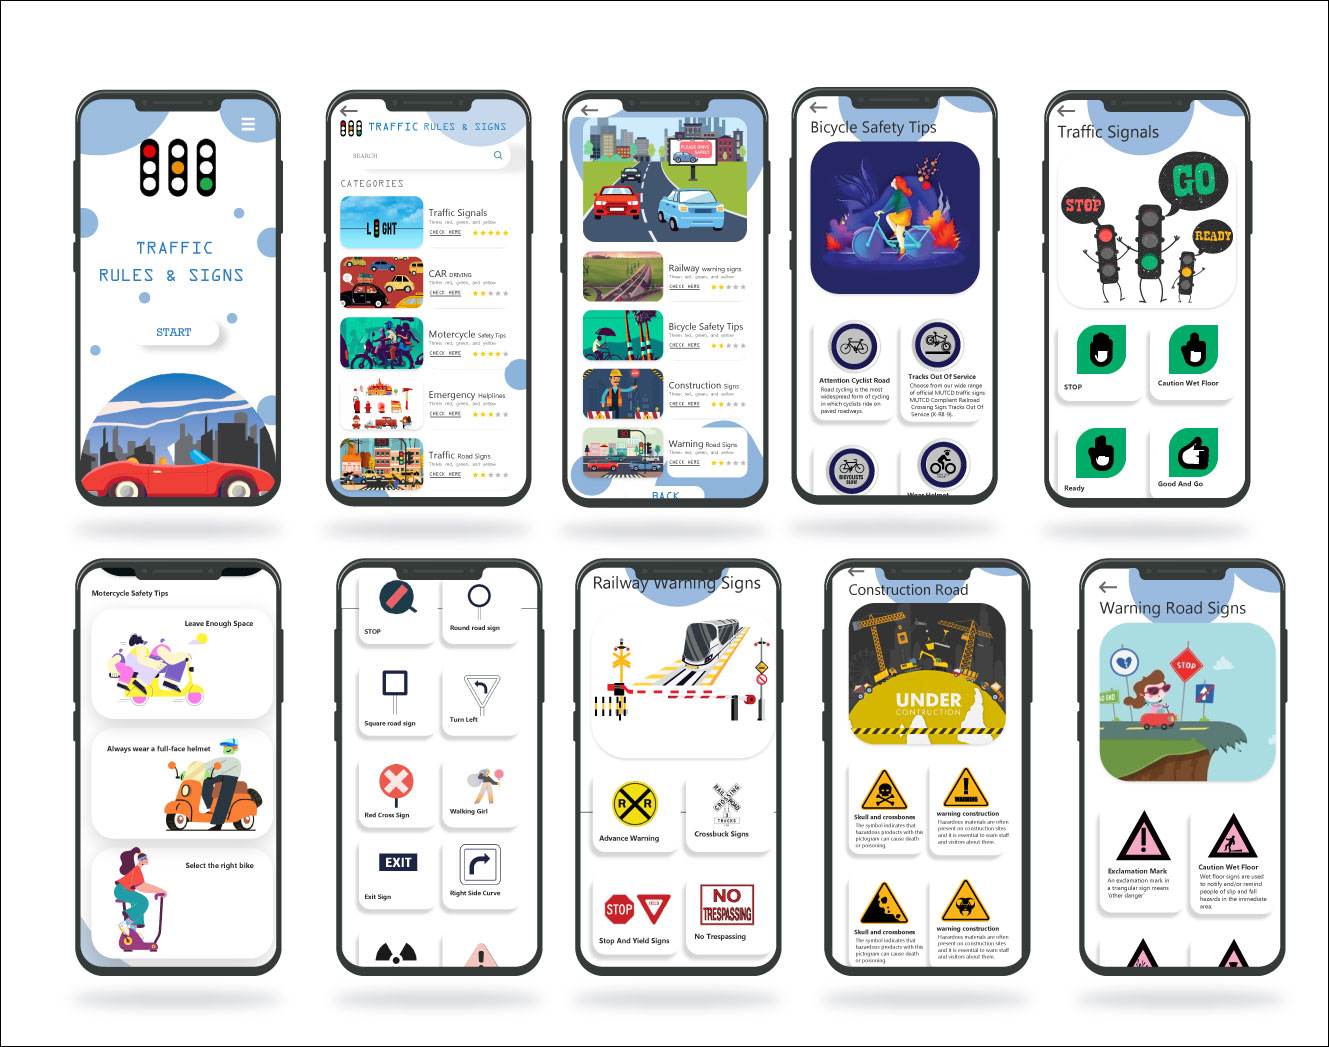 TRAFFIC
RULES & SIGNS
START
TRAFFIC RULES & SIGNS
SEARCH
CATEGORIES
LIGHT
Traffic Signals
Three: red, green, and yellow
CHECK HERE
CAR DRIVING
Three: red, green, and yellow
CHECK HERE
Motorcycle Safety Tips
Three: red, green, and yellow
CHECK HERE
Emergency Helplines
Three: red, green, and yellow
CHECK HERE
Traffic Road Signs
Three: red, green, and yellow
CHECK HERE
PLEASE DRIVE
SAFELY
Railway warning signs
Three: red, green, and yellow
CHECK HERE
Bicycle Safety Tips
Three: red, green, and yellow
CHECK HERE
Construction signs
Three: red, green, and yellow
CHECK HERE
Warning Road Signs
Three: red, green, and yellow
CHECK HERE
BACK
Bicycle Safety Tips
Attention Cyclist Road
Road cycling is the most
widespread form of cycling
in which cyclists ride on
paved roadways.
Tracks Out Of Service
Choose from our wide range
of official MUTCD traffic signs
MUTCD Compliant Railroad
Crossing Sign: Tracks Out Of
Service (X-R8-9).
BICYCLISTS
SLOW
Wear Helmet
Traffic Signals
STOP
GO
READY
STOP
Caution Wet Floor
Ready
Good And Go
Motercycle Safety Tips
Leave Enough Space
Always wear a full-face helmet
Select the right bike
STOP
Round road sign
Square road sign
Turn Left
Red Cross Sign
Walking Girl
EXIT
Exit Sign
Right Side Curve
Railway Warning Signs
R R
Advance Warning
RAIL ROAD
CROSSING
3
TRACKS
Crossbuck Signs
STOP
YIELD
Stop And Yield Signs
NO
TRESPASSING
No Trespassing
Construction Road
UNDER
CONSTRUCTION
Skull and crossbones
The symbol indicates that
hazardous products with this
pictogram can cause death
or poisoning.
WARNING
warning construction
Hazardous materials are often
present on construction sites
and it is essential to warn staff
and visitors about them.
Skull and crossbones
The symbol indicates that
hazardous products with this
pictogram can cause death
or poisoning.
warning construction
Hazardous materials are often
present on construction sites
and it is essential to warn staff
and visitors about them.
Warning Road Signs
STOP
END
Exclamation Mark
An exclamation mark in
a triangular sign means
'other danger'
Caution Wet Floor
Wet floor signs are used
to notify and/or remind
people of slip and fall
hazards in the immediate
area.